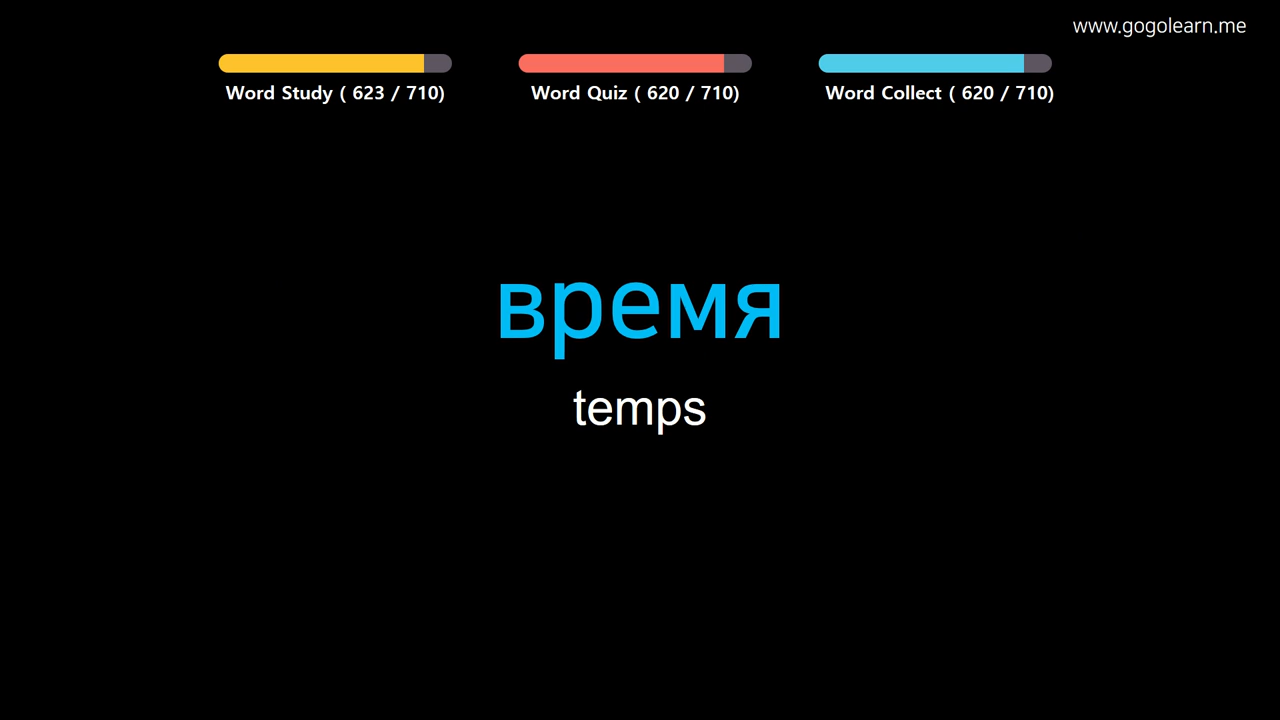 www.gogolearn.me
Word Study ( 623 / 710)
Word Quiz ( 620 / 710)
Word Collect ( 620 / 710)
время
temps